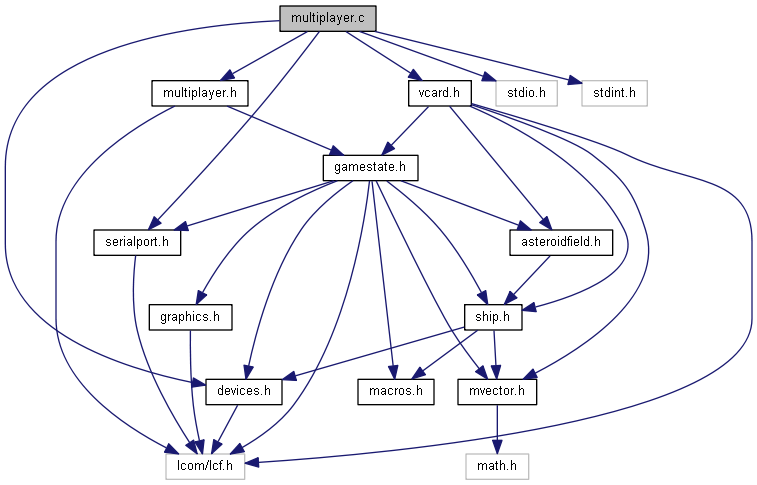 multiplayer.c
multiplayer.h
vcard.h
stdio.h
stdint.h
gamestate.h
serialport.h
asteroidfield.h
graphics.h
ship.h
devices.h
macros.h
mvector.h
lcom/lcf.h
math.h